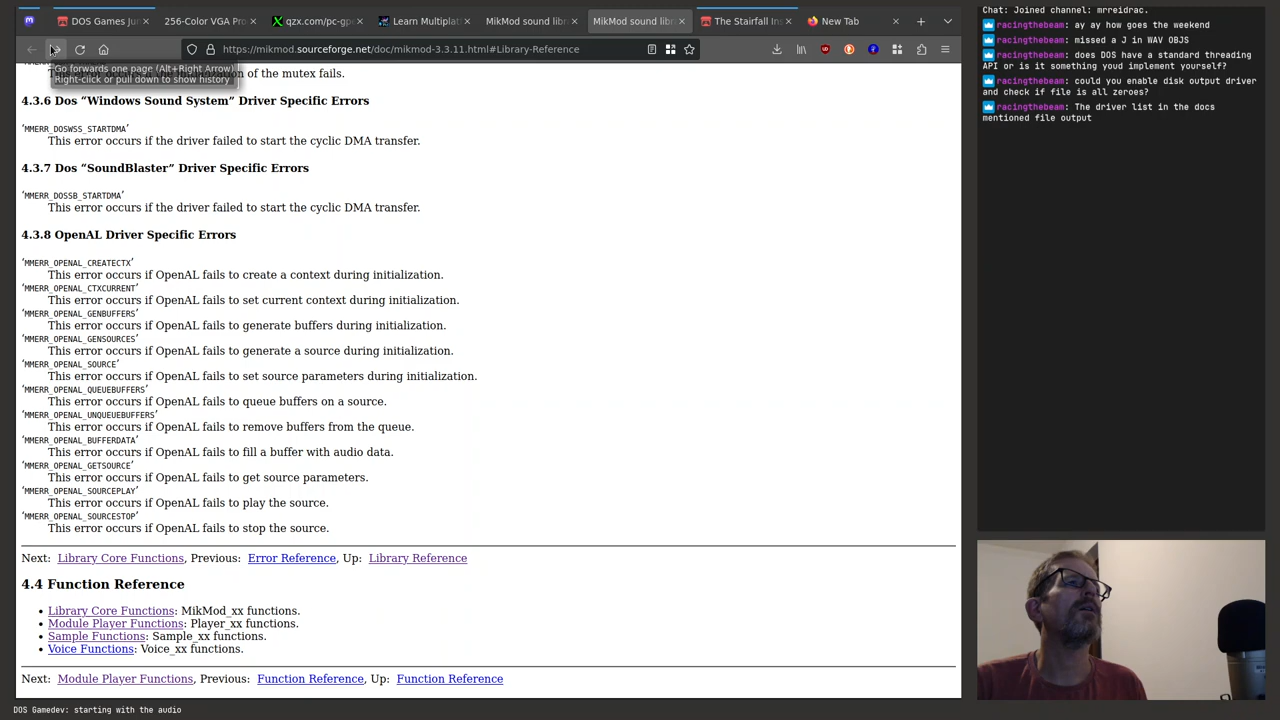 DOS Games Ju
256-Color VGA Pro
qzx.com/pc-gp
Learn Multipla
MikMod sound libr
MikMod sound libr
The Stairfall Ins
New Tab
https://mikmod.sourceforge.net/doc/mikmod-3.3.11.html#Library-Reference
Go forwards one page (Alt+Right Arrow)
Right-click or pull down to show history
of the mutex fails.
4.3.6 Dos “Windows Sound System” Driver Specific Errors
‘MMERR_DOSWSS_STARTDMA’
This error occurs if the driver failed to start the cyclic DMA transfer.
4.3.7 Dos “SoundBlaster” Driver Specific Errors
‘MMERR_DOSSB_STARTDMA’
This error occurs if the driver failed to start the cyclic DMA transfer.
4.3.8 OpenAL Driver Specific Errors
‘MMERR_OPENAL_CREATECTX’
This error occurs if OpenAL fails to create a context during initialization.
‘MMERR_OPENAL_CTXCURRENT’
This error occurs if OpenAL fails to set current context during initialization.
‘MMERR_OPENAL_GENBUFFERS’
This error occurs if OpenAL fails to generate buffers during initialization.
‘MMERR_OPENAL_GENSOURCES’
This error occurs if OpenAL fails to generate a source during initialization.
‘MMERR_OPENAL_SOURCE’
This error occurs if OpenAL fails to set source parameters during initialization.
‘MMERR_OPENAL_QUEUEBUFFERS’
This error occurs if OpenAL fails to queue buffers on a source.
‘MMERR_OPENAL_UNQUEUEBUFFERS’
This error occurs if OpenAL fails to remove buffers from the queue.
‘MMERR_OPENAL_BUFFERDATA’
This error occurs if OpenAL fails to fill a buffer with audio data.
‘MMERR_OPENAL_GETSOURCE’
This error occurs if OpenAL fails to get source parameters.
‘MMERR_OPENAL_SOURCEPLAY’
This error occurs if OpenAL fails to play the source.
‘MMERR_OPENAL_SOURCESTOP’
This error occurs if OpenAL fails to stop the source.
Next: Library Core Functions, Previous: Error Reference, Up: Library Reference
4.4 Function Reference
• Library Core Functions: MikMod_xx functions.
• Module Player Functions: Player_xx functions.
• Sample Functions: Sample_xx functions.
• Voice Functions: Voice_xx functions.
Next: Module Player Functions, Previous: Function Reference, Up: Function Reference
DOS Gamedev: starting with the audio
Chat: Joined channel: mrreidrac.
racingthebeam: ay ay how goes the weekend
racingthebeam: missed a J in WAV OBJS
racingthebeam: does DOS have a standard threading
API or is it something youd implement yourself?
racingthebeam: could you enable disk output driver
and check if file is all zeroes?
racingthebeam: The driver list in the docs
mentioned file output